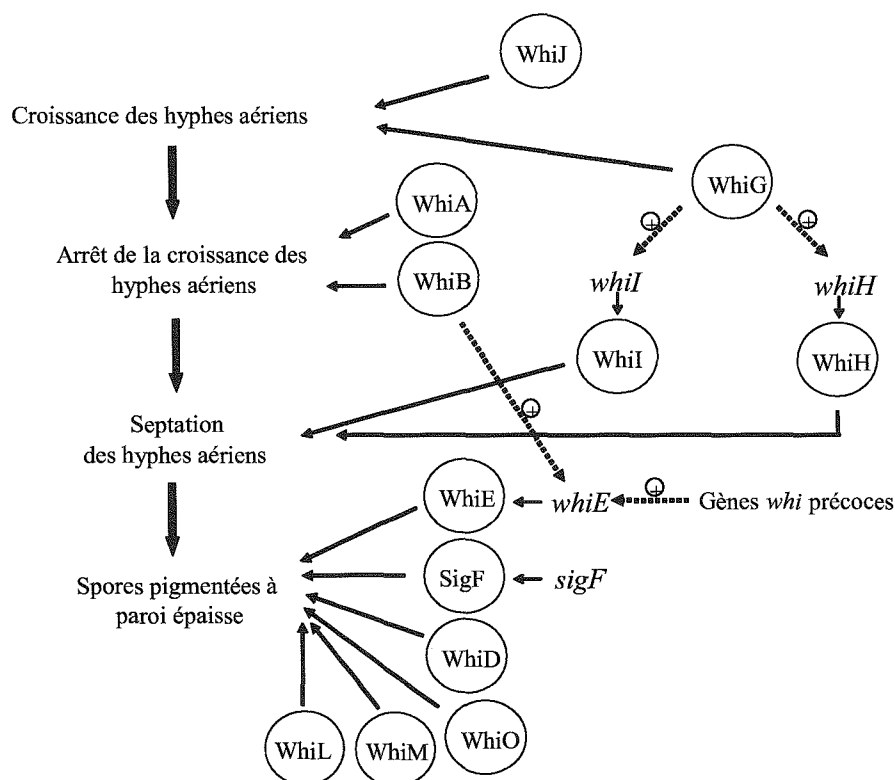 WhiJ
Croissance des hyphes aériens
WhiG
WhiA
+
+
Arrêt de la croissance des
hyphes aériens
WhiB
whiI
whiH
WhiI
WhiH
+
Septation
des hyphes aériens
+
WhiE
whiE
Gènes whi précoces
Spores pigmentées à
paroi épaisse
SigF
sigF
WhiD
WhiL
WhiM
WhiO